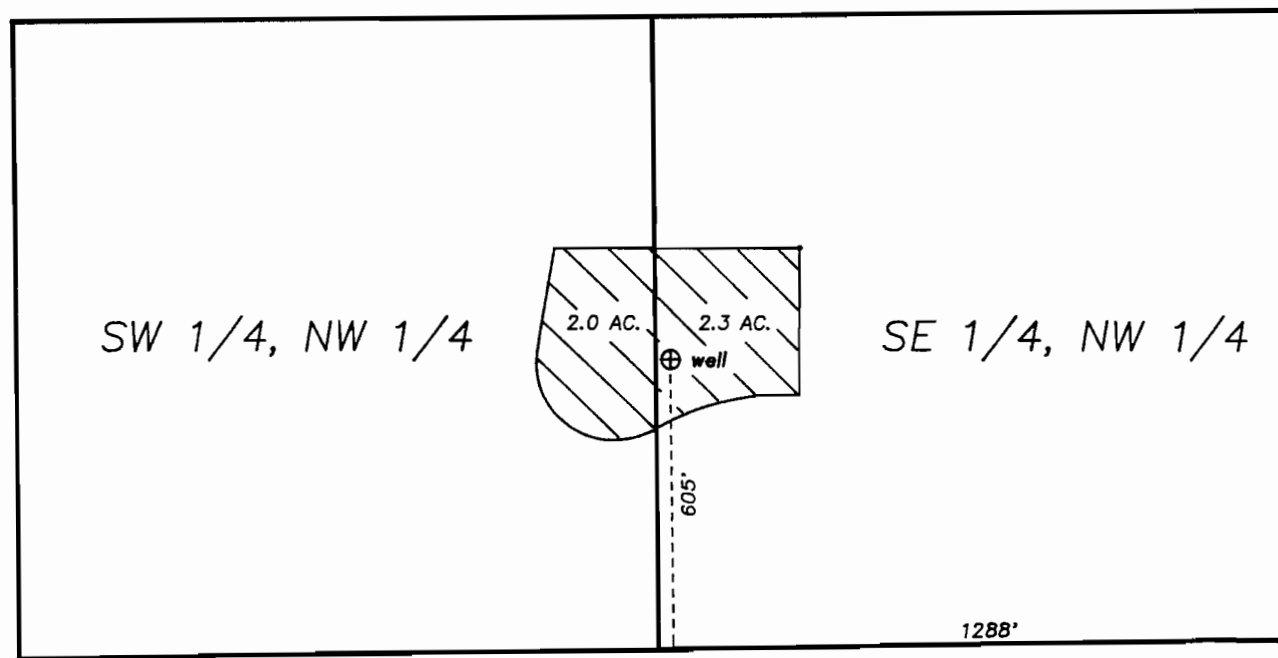 SW 1/4, NW 1/4
2.0 AC.
2.3 AC.
SE 1/4, NW 1/4
well
605'
1288'